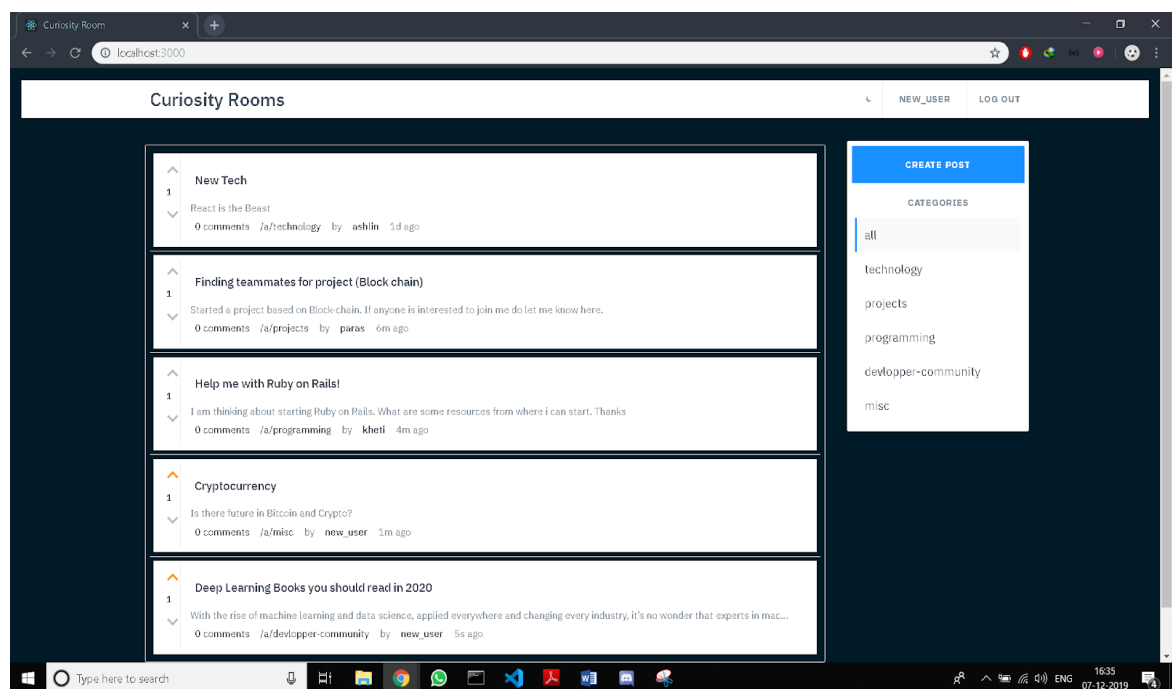 Curiosity Room
localhost:3000
Curiosity Rooms
NEW_USER LOG OUT
1
New Tech
React is the Beast
0 comments /a/technology by ashlin 1d ago
1
Finding teammates for project (Block chain)
Started a project based on Block-chain. If anyone is interested to join me do let me know here.
0 comments /a/projects by paras 6m ago
1
Help me with Ruby on Rails!
I am thinking about starting Ruby on Rails. What are some resources from where i can start. Thanks
0 comments /a/programming by kheti 4m ago
1
Cryptocurrency
Is there future in Bitcoin and Crypto?
0 comments /a/misc by new_user 1m ago
1
Deep Learning Books you should read in 2020
With the rise of machine learning and data science, applied everywhere and changing every industry, it's no wonder that experts in mac...
0 comments /a/devlopper-community by new_user 5s ago
CREATE POST
CATEGORIES
all
technology
projects
programming
devlopper-community
misc
Type here to search
ENG
16:35
07-12-2019
4